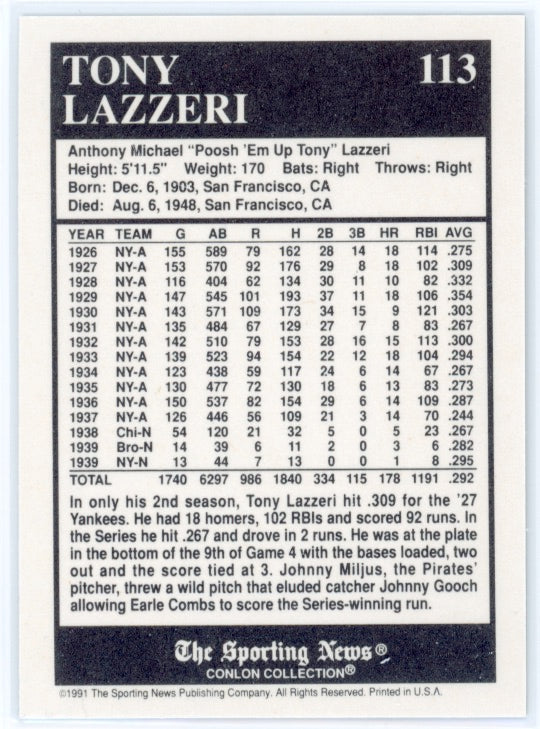 TONY 113
LAZZERI
Anthony Michael "Poosh 'Em Up Tony" Lazzeri
Height: 5'11.5" Weight: 170 Bats: Right Throws: Right
Born: Dec. 6, 1903, San Francisco, CA
Died: Aug. 6, 1948, San Francisco, CA
YEAR TEAM G AB R H 2B 3B HR RBI AVG
1926 NY-A 155 589 79 162 28 14 18 114 .275
1927 NY-A 153 570 92 176 29 8 18 102 .309
1928 NY-A 116 404 62 134 30 11 10 82 .332
1929 NY-A 147 545 101 193 37 11 18 106 .354
1930 NY-A 143 571 109 173 34 15 9 121 .303
1931 NY-A 135 484 67 129 27 7 8 83 .267
1932 NY-A 142 510 79 153 28 16 15 113 .300
1933 NY-A 139 523 94 154 22 12 18 104 .294
1934 NY-A 123 438 59 117 24 6 14 67 .267
1935 NY-A 130 477 72 130 18 6 13 83 .273
1936 NY-A 150 537 82 154 29 6 14 109 .287
1937 NY-A 126 446 56 109 21 3 14 70 .244
1938 Chi-N 54 120 21 32 5 0 5 23 .267
1939 Bro-N 14 39 6 11 2 0 3 6 .282
1939 NY-N 13 44 7 13 0 0 1 8 .295
TOTAL 1740 6297 986 1840 334 115 178 1191 .292
In only his 2nd season, Tony Lazzeri hit .309 for the '27
Yankees. He had 18 homers, 102 RBIs and scored 92 runs. In
the Series he hit .267 and drove in 2 runs. He was at the plate
in the bottom of the 9th of Game 4 with the bases loaded, two
out and the score tied at 3. Johnny Miljus, the Pirates'
pitcher, threw a wild pitch that eluded catcher Johnny Gooch
allowing Earle Combs to score the Series-winning run.
The Sporting News®
CONLON COLLECTION®
©1991 The Sporting News Publishing Company. All Rights Reserved. Printed in U.S.A.